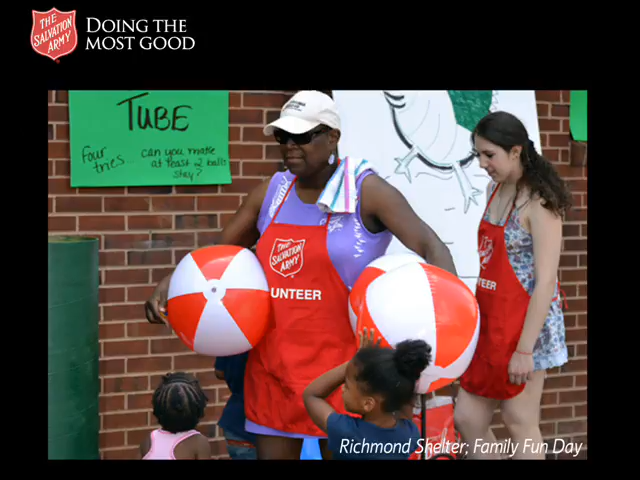 THE
SALVATION
ARMY
DOING THE
MOST GOOD
TUBE
Four
tries...
can you make
at least 2 balls
stay?
THE
SALVATION
ARMY
UNTEER
WEER
Richmond Shelter; Family Fun Day